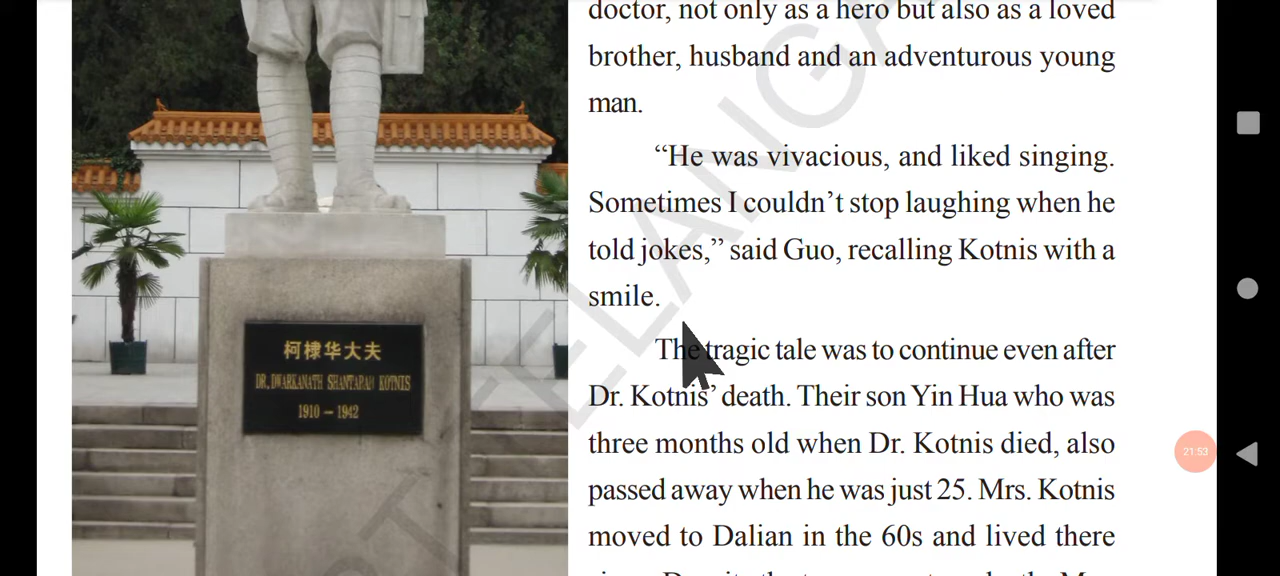 doctor, not only as a hero but also as a loved
brother, husband and an adventurous young
man.
“He was vivacious, and liked singing.
Sometimes I couldn’t stop laughing when he
told jokes,” said Guo, recalling Kotnis with a
smile.
The tragic tale was to continue even after
Dr. Kotnis’ death. Their son Yin Hua who was
three months old when Dr. Kotnis died, also
passed away when he was just 25. Mrs. Kotnis
moved to Dalian in the 60s and lived there
柯棣华大夫
DR. DWARKANATH SHANTARAH KOTNIS
1910 – 1942
21:53